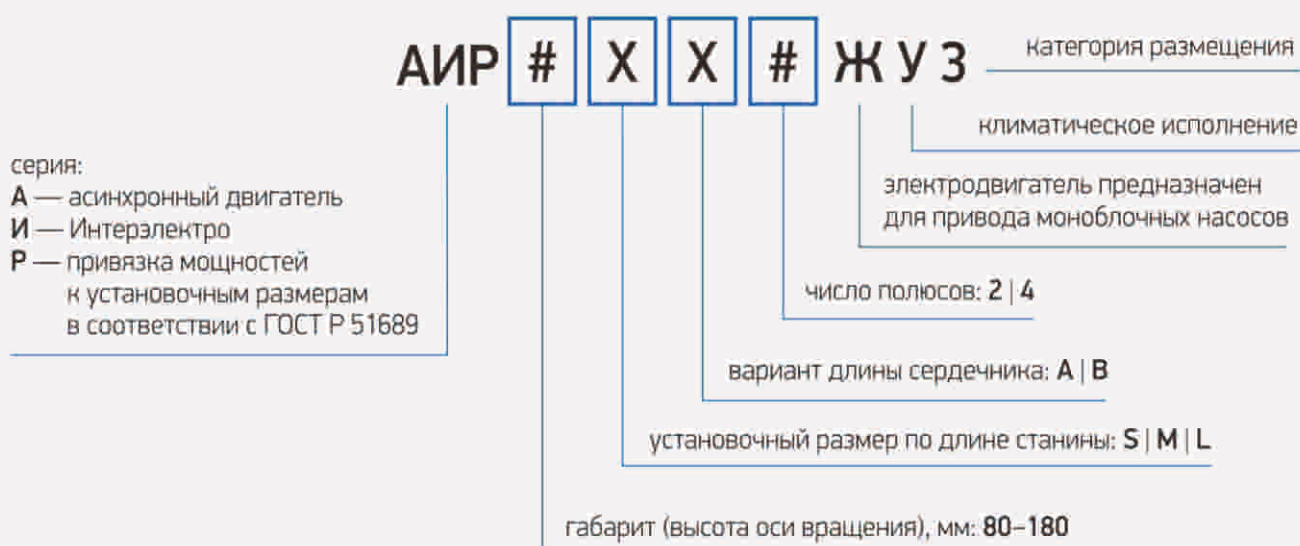 АИР # X X # Ж У 3
категория размещения
климатическое исполнение
серия:
А — асинхронный двигатель
И — Интерэлектро
Р — привязка мощностей
к установочным размерам
в соответствии с ГОСТ Р 51689
электродвигатель предназначен
для привода моноблочных насосов
число полюсов: 2 | 4
вариант длины сердечника: A | B
установочный размер по длине станины: S | M | L
габарит (высота оси вращения), мм: 80–180